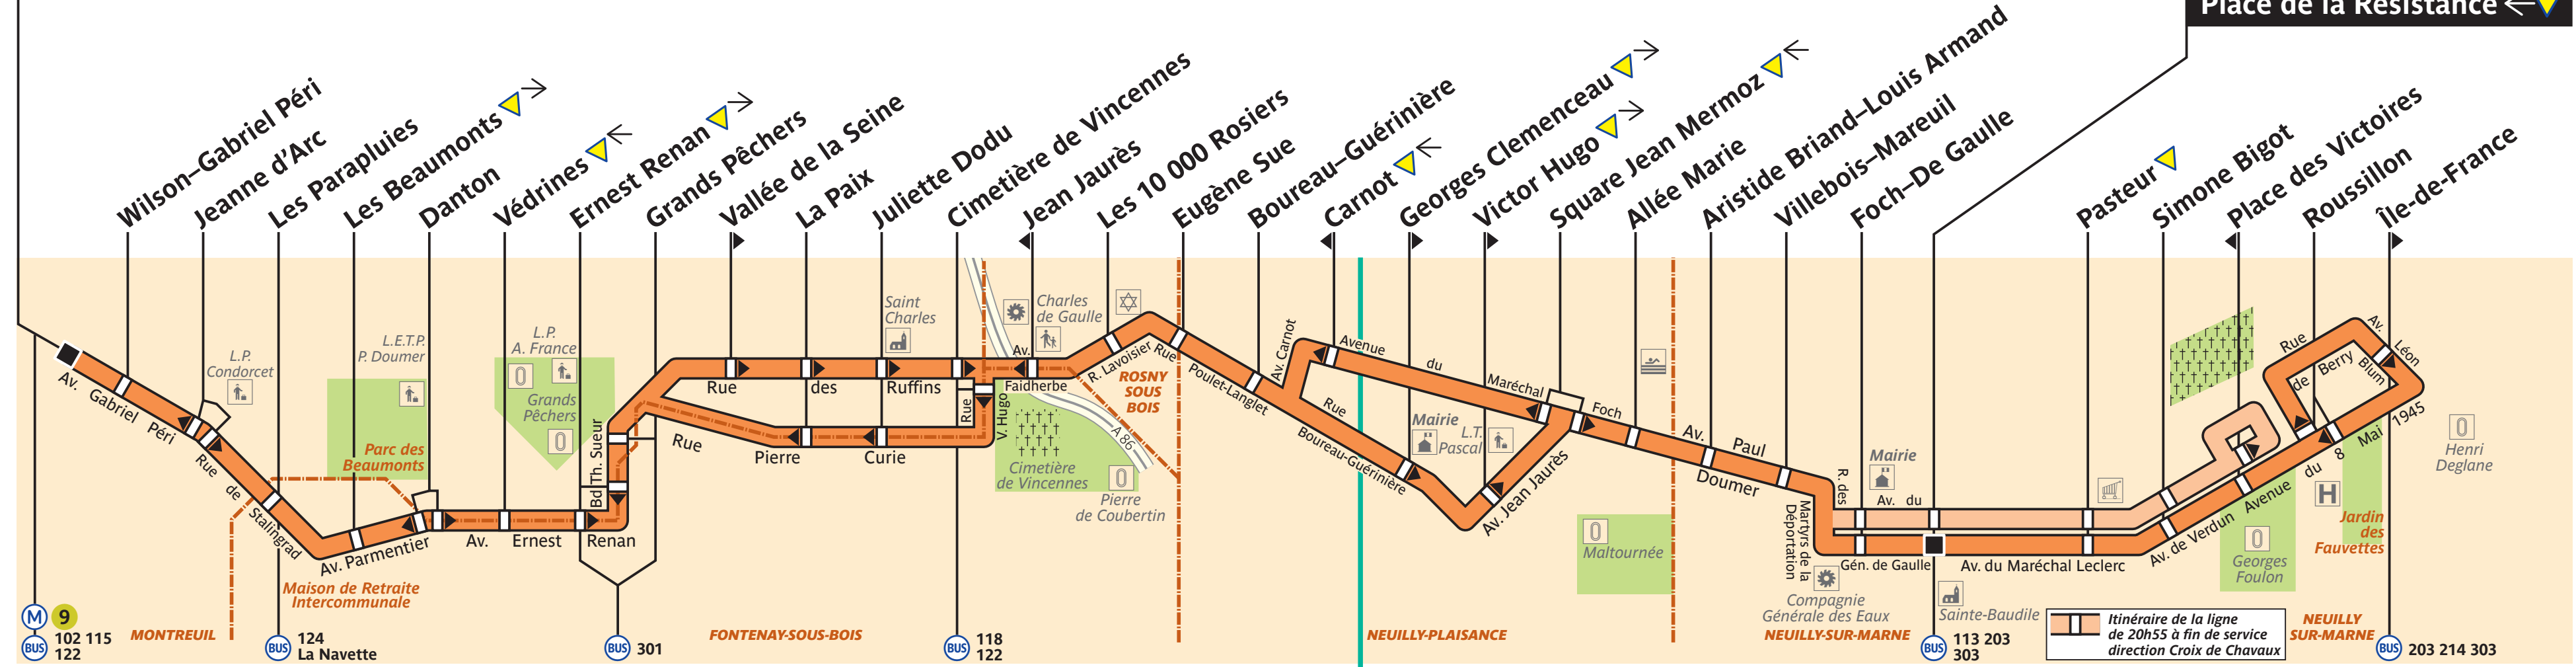 Place de la Résistance
Wilson–Gabriel Péri
Jeanne d'Arc
Les Parapluies
Les Beaumonts
Danton
Védrines
Ernest Renan
Grands Pêchers
Vallée de la Seine
La Paix
Juliette Dodu
Cimetière de Vincennes
Jean Jaurès
Les 10 000 Rosiers
Eugène Sue
Boureau–Guérinière
Carnot
Georges Clemenceau
Victor Hugo
Square Jean Mermoz
Allée Marie
Aristide Briand–Louis Armand
Villebois–Mareuil
Foch–De Gaulle
Pasteur
Simone Bigot
Place des Victoires
Roussillon
Île-de-France
Av. Gabriel Péri
L.P.
Condorcet
Rue de Stalingrad
L.E.T.P.
P. Doumer
Parc des
Beaumonts
Av. Parmentier
Maison de Retraite
Intercommunale
L.P.
A. France
Grands
Pêchers
Av. Ernest Renan
Bd Th. Sueur
Rue des Ruffins
Saint
Charles
Rue Pierre Curie
Rue
V. Hugo
Charles
de Gaulle
Av.
Faidherbe
Cimetière
de Vincennes
A 86
Pierre
de Coubertin
R. Lavoisier
ROSNY
SOUS
BOIS
Rue
Poulet-Langlet
Av. Carnot
Rue
Boureau-Guérinière
Avenue du Maréchal Foch
Mairie
L.T.
Pascal
Av. Jean Jaurès
Maltournée
Av. Paul
Doumer
R. des
Martyrs de la
Déportation
Mairie
Av. du
Gén. de Gaulle
Compagnie
Générale des Eaux
Sainte-Baudile
Av. du Maréchal Leclerc
Av. de Verdun
Avenue du 8 Mai 1945
Rue
de Berry
Av.
Léon
Blum
Georges
Foulon
H
Jardin
des
Fauvettes
Henri
Deglane
M 9
BUS 102 115
122
MONTREUIL
BUS 124
La Navette
BUS 301
FONTENAY-SOUS-BOIS
BUS 118
122
NEUILLY-PLAISANCE
NEUILLY-SUR-MARNE
BUS 113 203
303
Itinéraire de la ligne
de 20h55 à fin de service
direction Croix de Chavaux
NEUILLY
SUR-MARNE
BUS 203 214 303